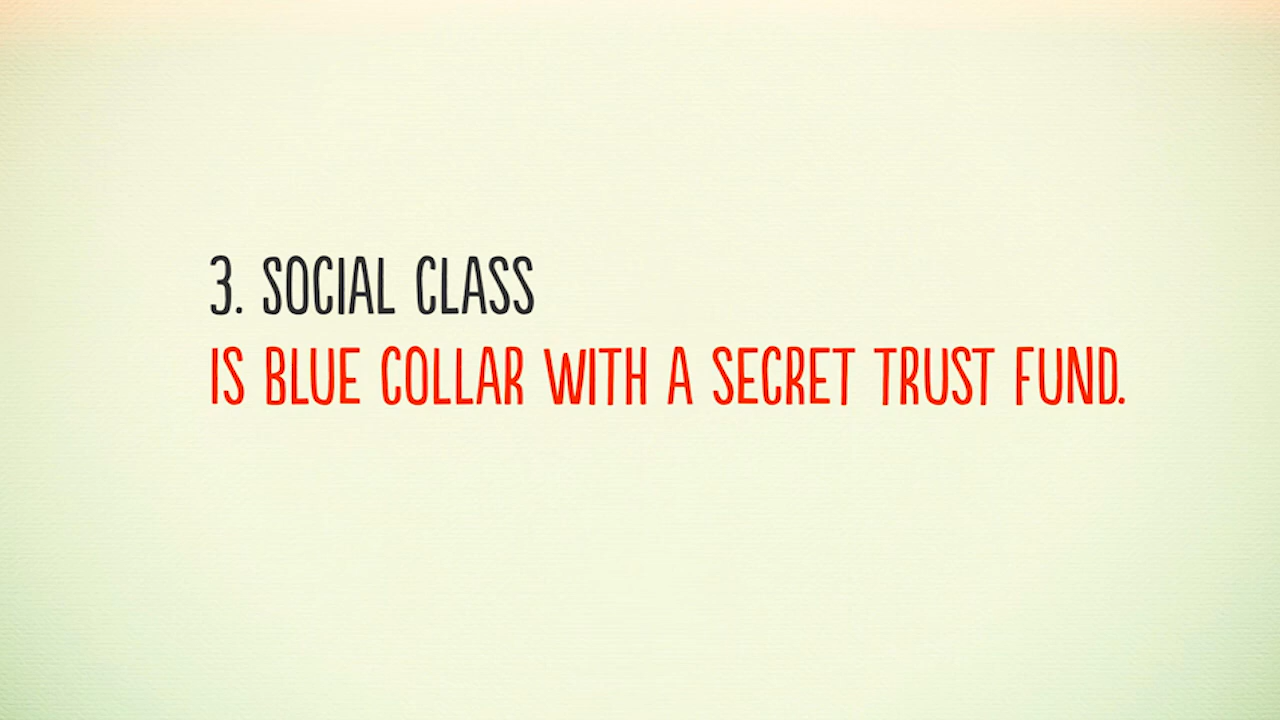 3. SOCIAL CLASS
IS BLUE COLLAR WITH A SECRET TRUST FUND.